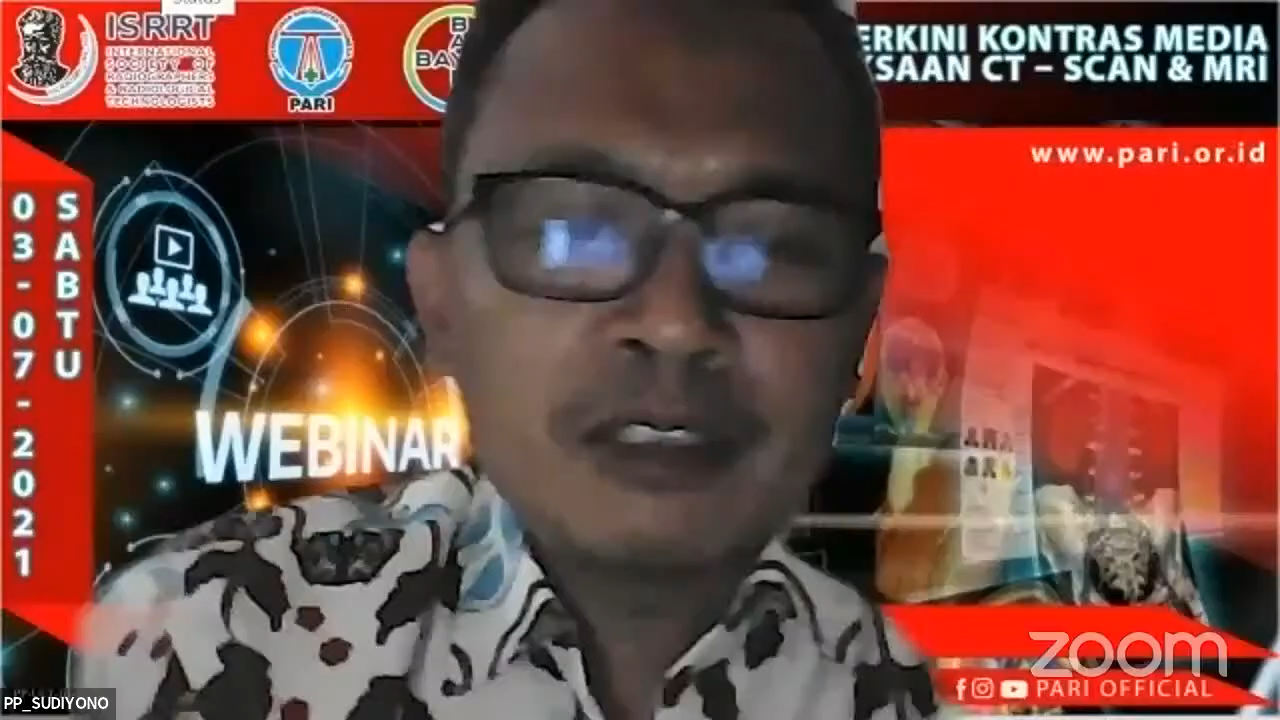 ISRRT
INTERNATIONAL
SOCIETY OF
RADIOGRAPHERS
& RADIOLOGICAL
TECHNOLOGISTS
PARI
ERKINI KONTRAS MEDIA
KSAAN CT – SCAN & MRI
www.pari.or.id
SABTU
03-07-2021
WEBINAR
zoom
PARI OFFICIAL
PP_SUDIYONO